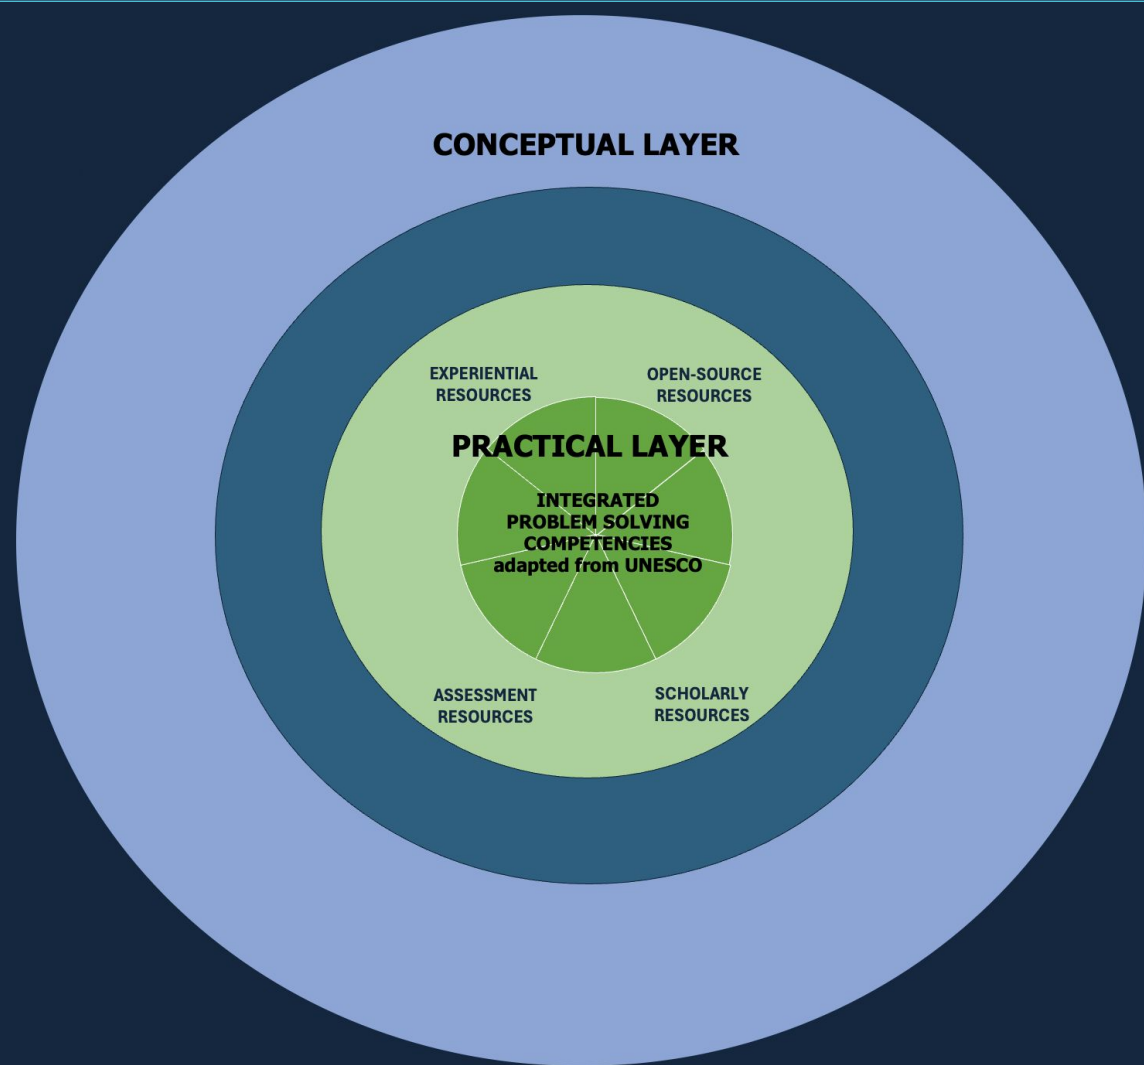 CONCEPTUAL LAYER
EXPERIENTIAL
RESOURCES
OPEN-SOURCE
RESOURCES
PRACTICAL LAYER
INTEGRATED
PROBLEM SOLVING
COMPETENCIES
adapted from UNESCO
ASSESSMENT
RESOURCES
SCHOLARLY
RESOURCES